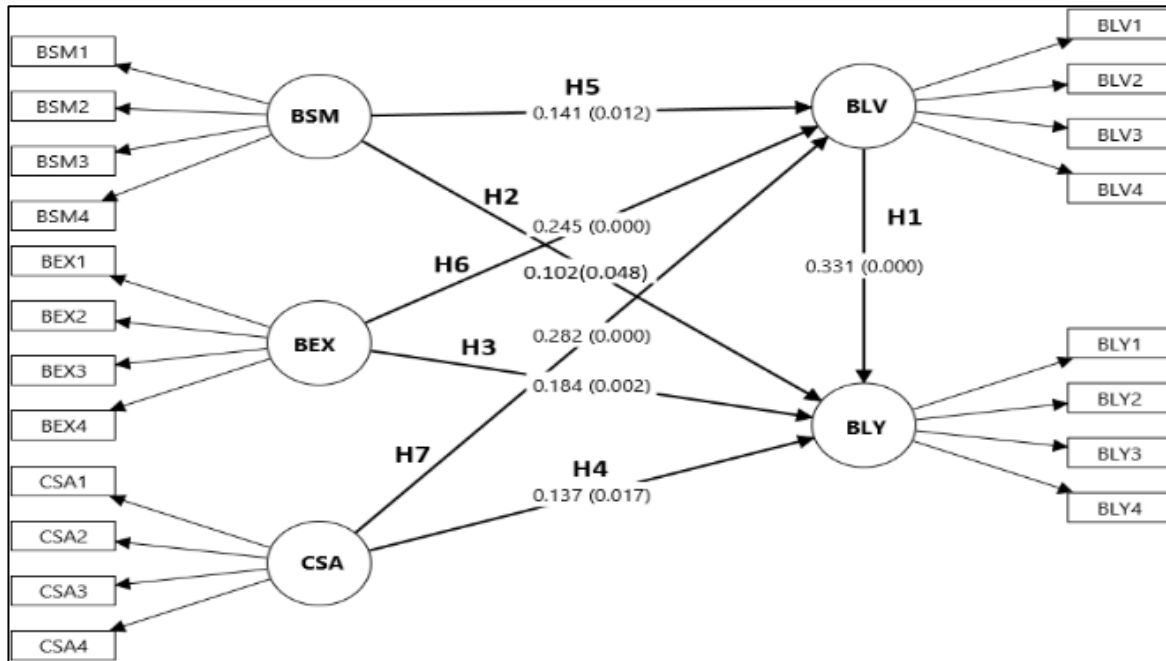 BSM1
BSM2
BSM3
BSM4
BEX1
BEX2
BEX3
BEX4
CSA1
CSA2
CSA3
CSA4
BSM
BEX
CSA
H5
0.141 (0.012)
H2
0.245 (0.000)
H6
0.102(0.048)
0.282 (0.000)
H3
0.184 (0.002)
H7
H4
0.137 (0.017)
BLV
H1
0.331 (0.000)
BLY
BLV1
BLV2
BLV3
BLV4
BLY1
BLY2
BLY3
BLY4